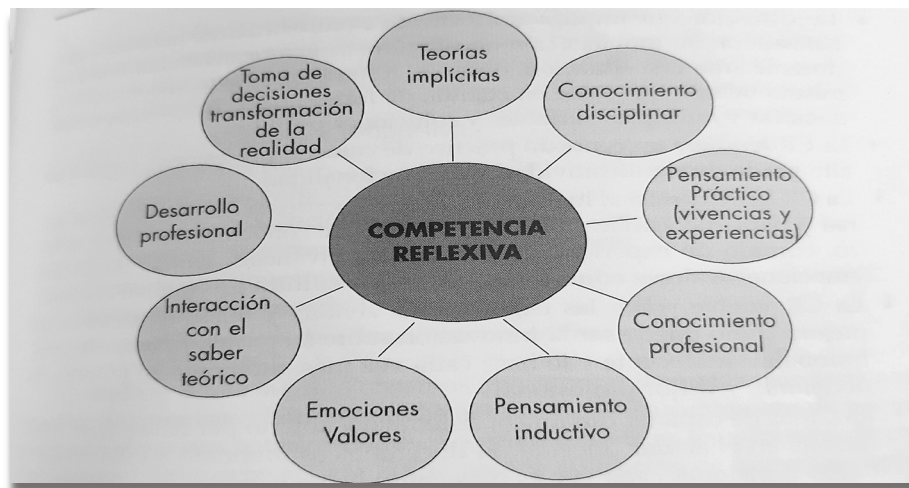 Teorías
implícitas
Conocimiento
disciplinar
Pensamiento
Práctico
(vivencias y
experiencias)
Conocimiento
profesional
Pensamiento
inductivo
Emociones
Valores
Interacción
con el
saber
teórico
Desarrollo
profesional
Toma de
decisiones
transformación
de la
realidad
COMPETENCIA
REFLEXIVA